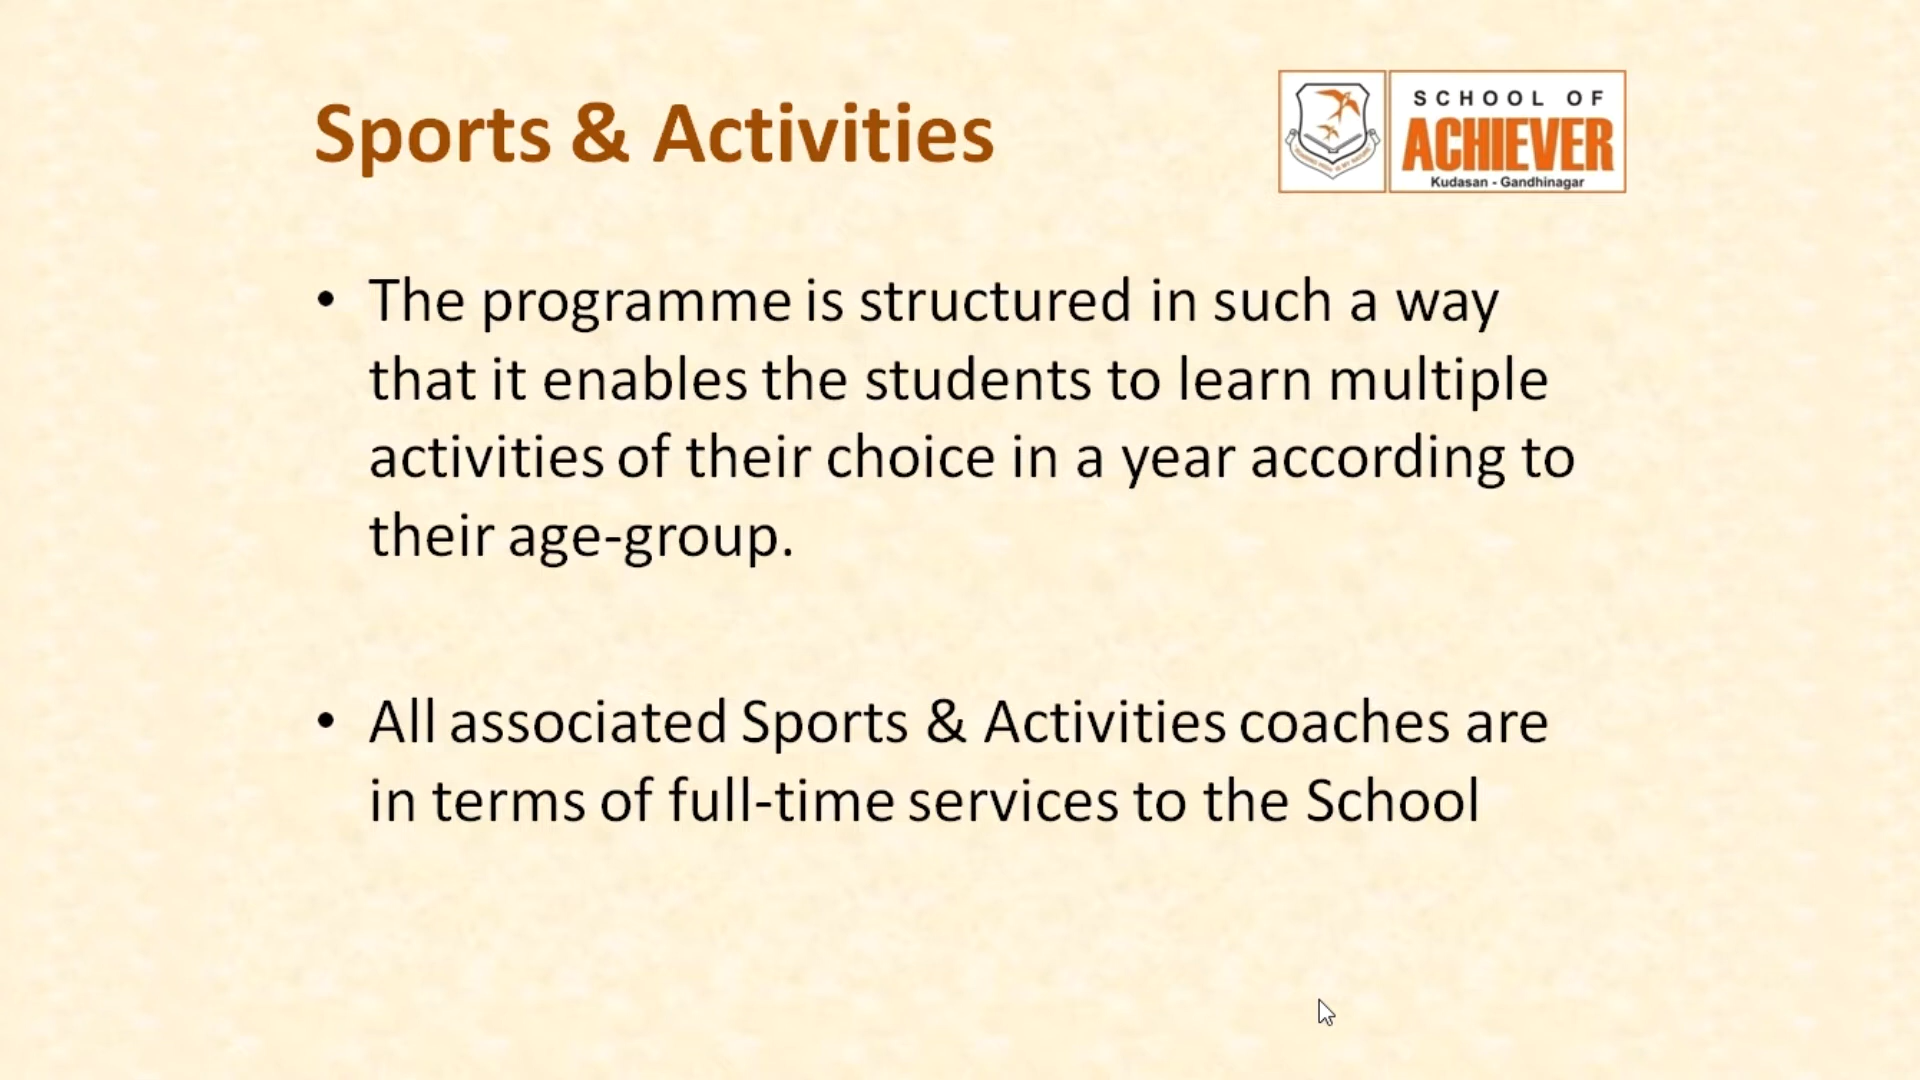 Sports & Activities
SCHOOL OF
ACHIEVER
Kudasan - Gandhinagar
• The programme is structured in such a way
that it enables the students to learn multiple
activities of their choice in a year according to
their age-group.
• All associated Sports & Activities coaches are
in terms of full-time services to the School